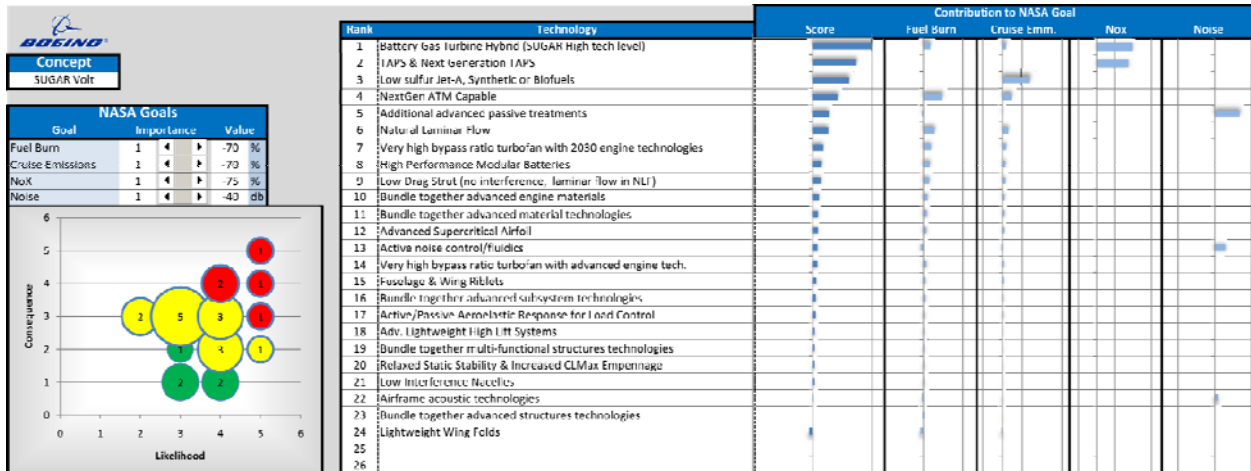 BOEING
Concept
SUGAR Volt
NASA Goals
Goal Importance Value
Fuel Burn 1 -70 %
Cruise Emissions 1 -70 %
NoX 1 -75 %
Noise 1 -40 db
6
5
4
3
2
1
0
Consequence
1
2 1
2 5 3 1
1 3 1
2 2
0 1 2 3 4 5 6
Likelihood
Contribution to NASA Goal
Rank Technology Score Fuel Burn Cruise Emm. Nox Noise
1 Battery Gas Turbine Hybrid (SUGAR High tech level)
2 TAPS & Next Generation TAPS
3 Low sulfur Jet-A, Synthetic or Biofuels
4 NextGen ATM Capable
5 Additional advanced passive treatments
6 Natural Laminar Flow
7 Very high bypass ratio turbofan with 2030 engine technologies
8 High Performance Modular Batteries
9 Low Drag Strut (no interference, laminar flow in NLF)
10 Bundle together advanced engine materials
11 Bundle together advanced material technologies
12 Advanced Supercritical Airfoil
13 Active noise control/fluidics
14 Very high bypass ratio turbofan with advanced engine tech.
15 Fuselage & Wing Riblets
16 Bundle together advanced subsystem technologies
17 Active/Passive Aeroelastic Response for Load Control
18 Adv. Lightweight High Lift Systems
19 Bundle together multi-functional structures technologies
20 Relaxed Static Stability & Increased CLMax Empennage
21 Low Interference Nacelles
22 Airframe acoustic technologies
23 Bundle together advanced structures technologies
24 Lightweight Wing Folds
25
26